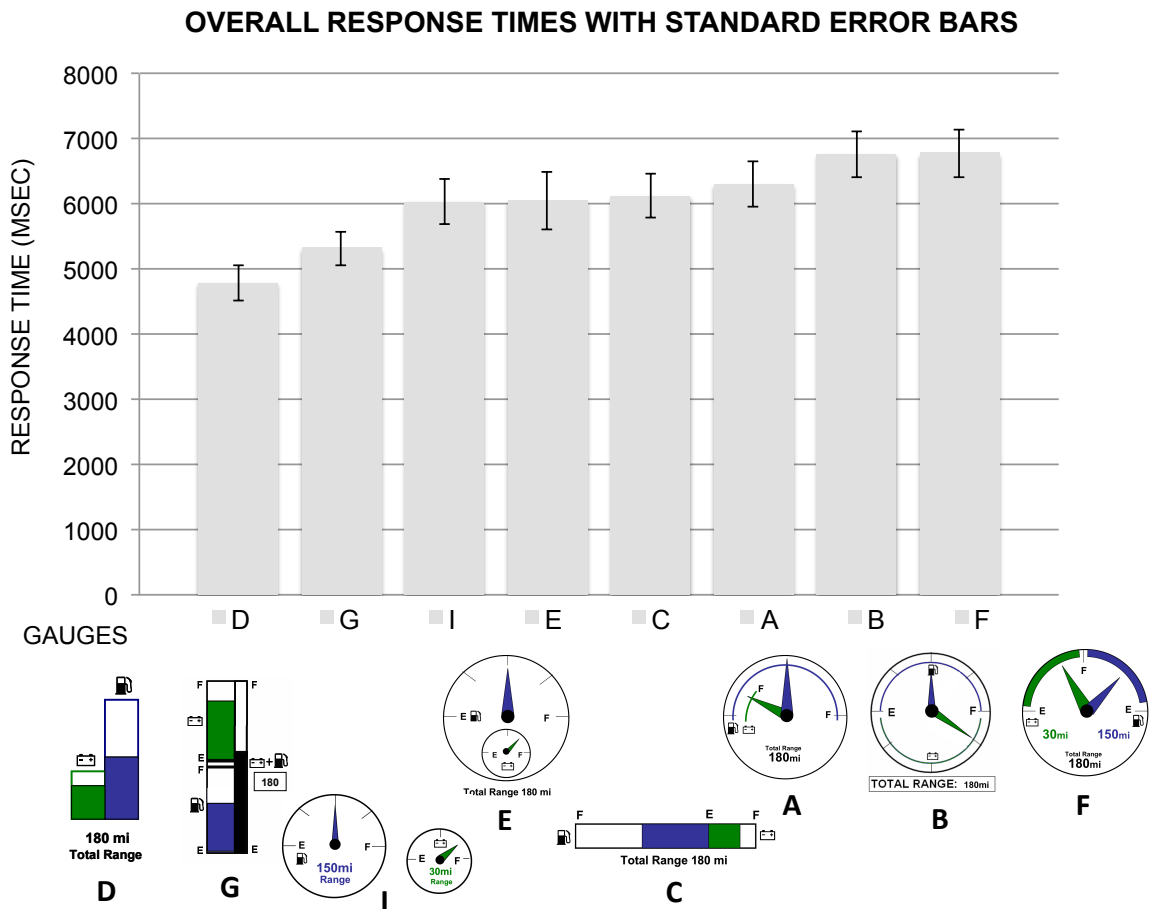 OVERALL RESPONSE TIMES WITH STANDARD ERROR BARS
RESPONSE TIME (MSEC)
8000
7000
6000
5000
4000
3000
2000
1000
0
D G I E C A B F
GAUGES
180 mi
Total Range
D
F F
E
F
180
E E
G
E F
150mi
Range
E F
30mi
Range
I
E F
E F
Total Range 180 mi
E
F E F
Total Range 180 mi
C
F
E F
Total Range
180mi
A
E F
TOTAL RANGE: 180mi
B
F
E E
30mi 150mi
Total Range
180mi
F